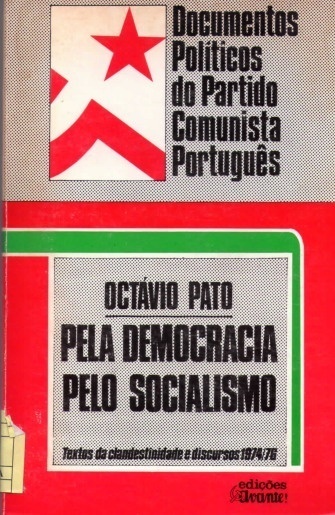 Documentos
Políticos
do Partido
Comunista
Português
OCTÁVIO PATO
PELA DEMOCRACIA
PELO SOCIALISMO
Textos da clandestinidade e discursos 1974/76
edições
Avante!